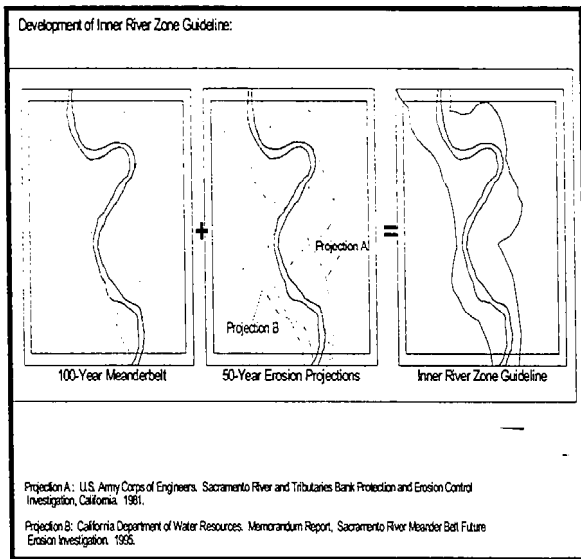 Development of Inner River Zone Guideline:
+
=
Projection A
Projection B
100-Year Meanderbelt
50-Year Erosion Projections
Inner River Zone Guideline
Projection A: U.S. Army Corps of Engineers. Sacramento River and Tributaries Bank Protection and Erosion Control
Investigation, California. 1981.
Projection B: California Department of Water Resources. Memorandum Report, Sacramento River Meander Belt Future
Erosion Investigation. 1995.